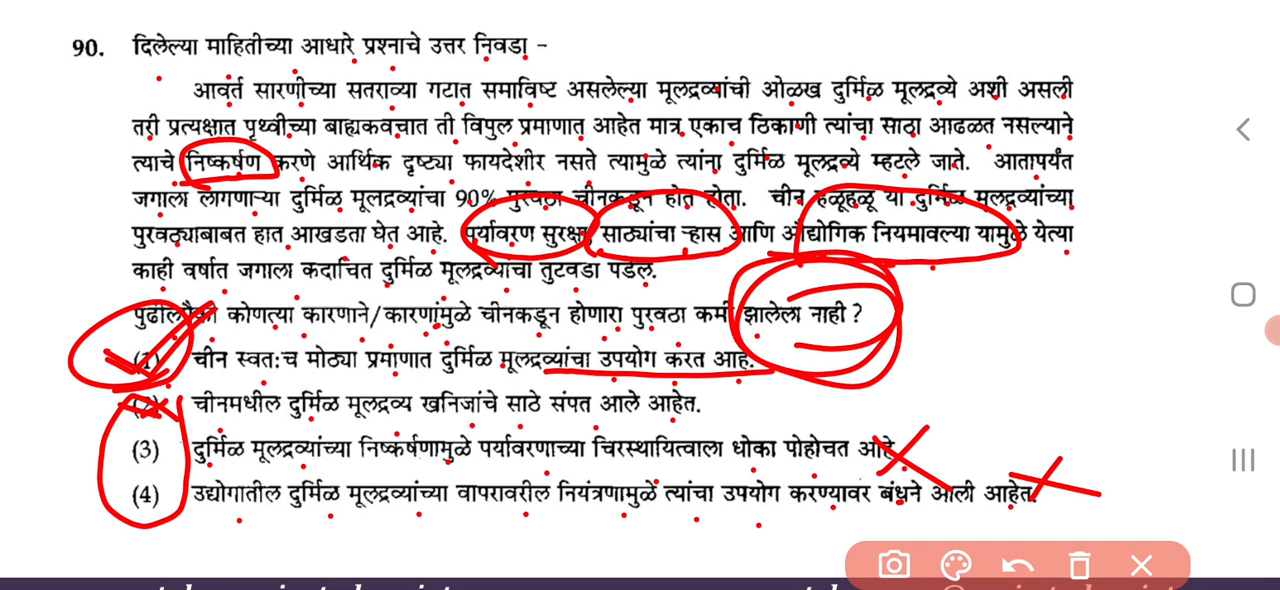 90. दिलेल्या माहितीच्या आधारे प्रश्नाचे उत्तर निवडा -
आवर्त सारणीच्या सतराव्या गटात समाविष्ट असलेल्या मूलद्रव्यांची ओळख दुर्मिळ मूलद्रव्ये अशी असली
तरी प्रत्यक्षात पृथ्वीच्या बाह्यकवचात ती विपुल प्रमाणात आहेत मात्र एकाच ठिकाणी त्यांचा साठा आढळत नसल्याने
त्याचे निष्कर्षण करणे आर्थिक दृष्ट्या फायदेशीर नसते त्यामुळे त्यांना दुर्मिळ मूलद्रव्ये म्हटले जाते. आतापर्यंत
जगाला लागणाऱ्या दुर्मिळ मूलद्रव्यांचा 90% पुरवठा चीनकडून होत होता. चीन हळूहळू या दुर्मिळ मूलद्रव्यांच्या
पुरवठ्याबाबत हात आखडता घेत आहे. पर्यावरण सुरक्षा, साठ्यांचा ऱ्हास आणि औद्योगिक नियमावल्या यामुळे येत्या
काही वर्षात जगाला कदाचित दुर्मिळ मूलद्रव्यांचा तुटवडा पडेल.
पुढीलपैकी कोणत्या कारणाने/कारणांमुळे चीनकडून होणारा पुरवठा कमी झालेला नाही?
(1) चीन स्वत:च मोठ्या प्रमाणात दुर्मिळ मूलद्रव्यांचा उपयोग करत आहे.
(2) चीनमधील दुर्मिळ मूलद्रव्य खनिजांचे साठे संपत आले आहेत.
(3) दुर्मिळ मूलद्रव्यांच्या निष्कर्षणामुळे पर्यावरणाच्या चिरस्थायित्वाला धोका पोहोचत आहे.
(4) उद्योगातील दुर्मिळ मूलद्रव्यांच्या वापरावरील नियंत्रणामुळे त्यांचा उपयोग करण्यावर बंधने आली आहेत.